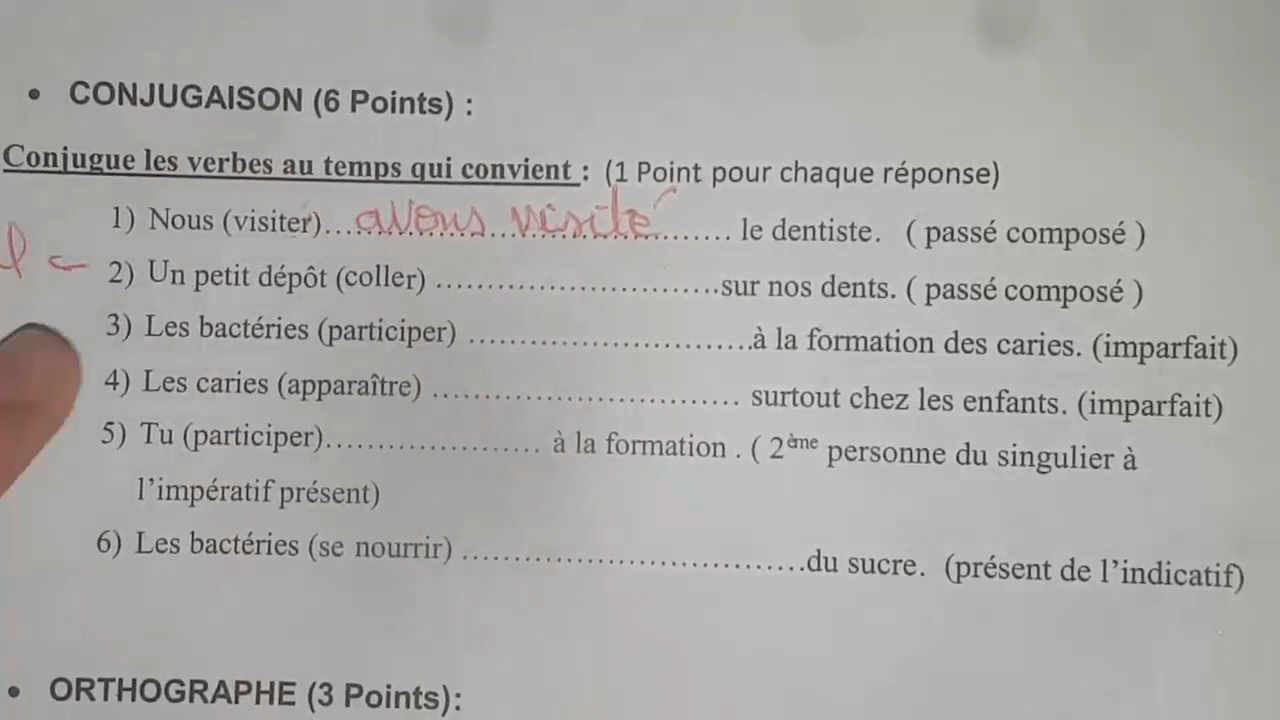 • CONJUGAISON (6 Points) :
Conjugue les verbes au temps qui convient : (1 Point pour chaque réponse)
1) Nous (visiter)...avons visité.......... le dentiste. ( passé composé )
2) Un petit dépôt (coller) ............................sur nos dents. ( passé composé )
3) Les bactéries (participer) ............................à la formation des caries. (imparfait)
4) Les caries (apparaître) .............................. surtout chez les enfants. (imparfait)
5) Tu (participer)..................... à la formation . ( 2ème personne du singulier à
l’impératif présent)
6) Les bactéries (se nourrir) ..................................du sucre. (présent de l’indicatif)
• ORTHOGRAPHE (3 Points):